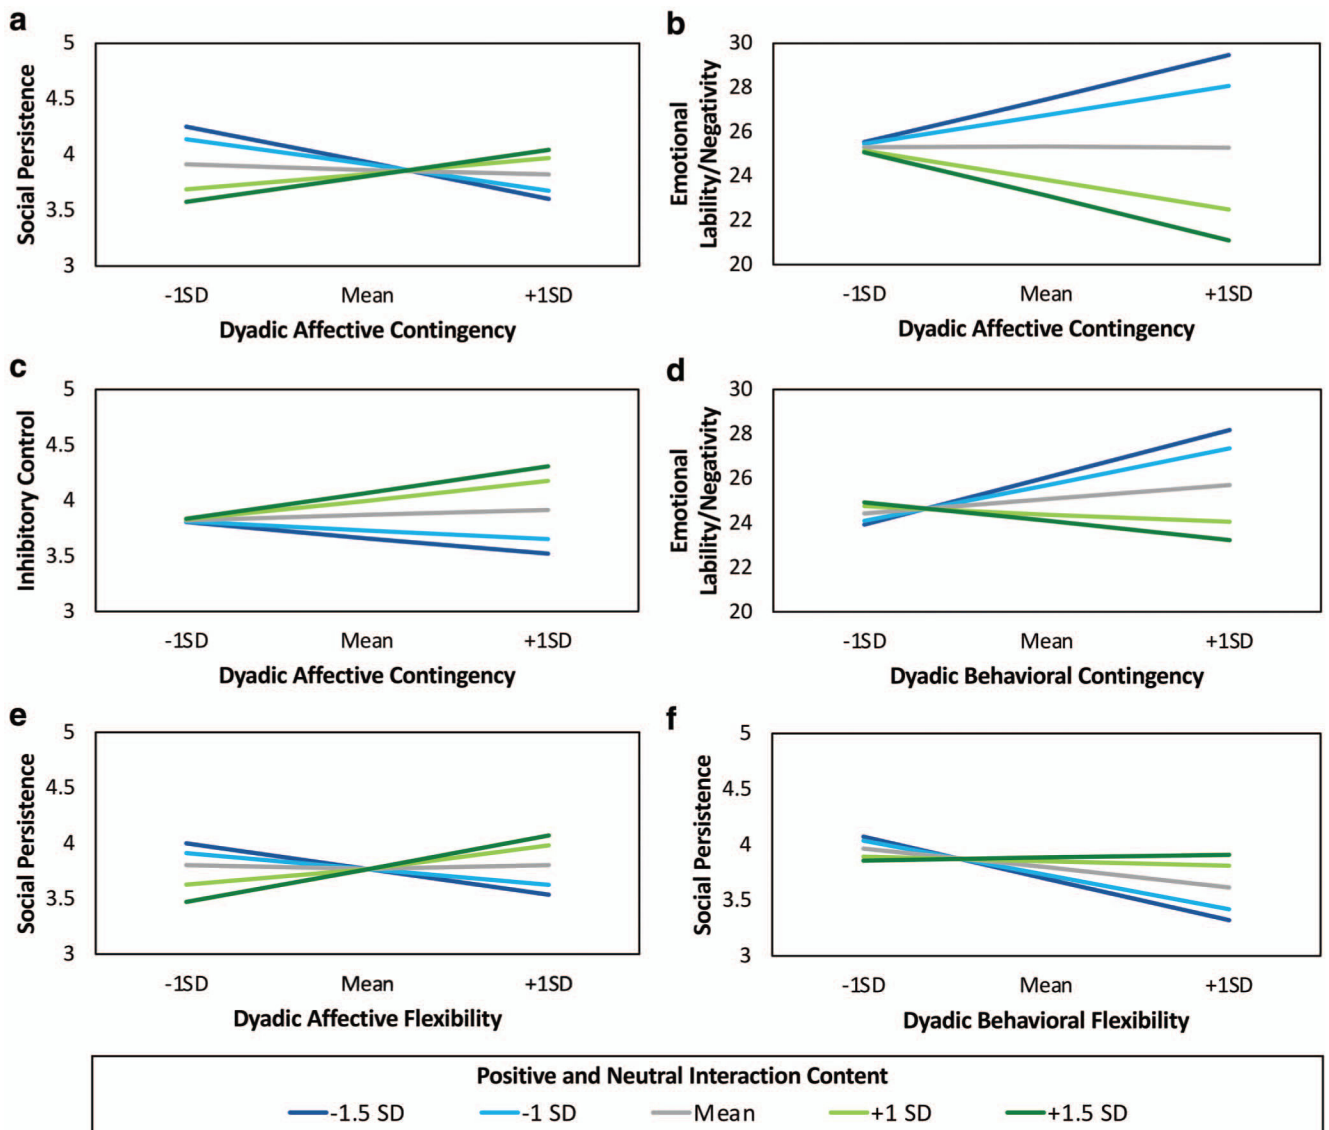 a
5
4.5
4
3.5
3
Social Persistence
-1SD Mean +1SD
Dyadic Affective Contingency
b
30
28
26
24
22
20
Emotional
Lability/Negativity
-1SD Mean +1SD
Dyadic Affective Contingency
c
5
4.5
4
3.5
3
Inhibitory Control
-1SD Mean +1SD
Dyadic Affective Contingency
d
30
28
26
24
22
20
Emotional
Lability/Negativity
-1SD Mean +1SD
Dyadic Behavioral Contingency
e
5
4.5
4
3.5
3
Social Persistence
-1SD Mean +1SD
Dyadic Affective Flexibility
f
5
4.5
4
3.5
3
Social Persistence
-1SD Mean +1SD
Dyadic Behavioral Flexibility
Positive and Neutral Interaction Content
-1.5 SD -1 SD Mean +1 SD +1.5 SD